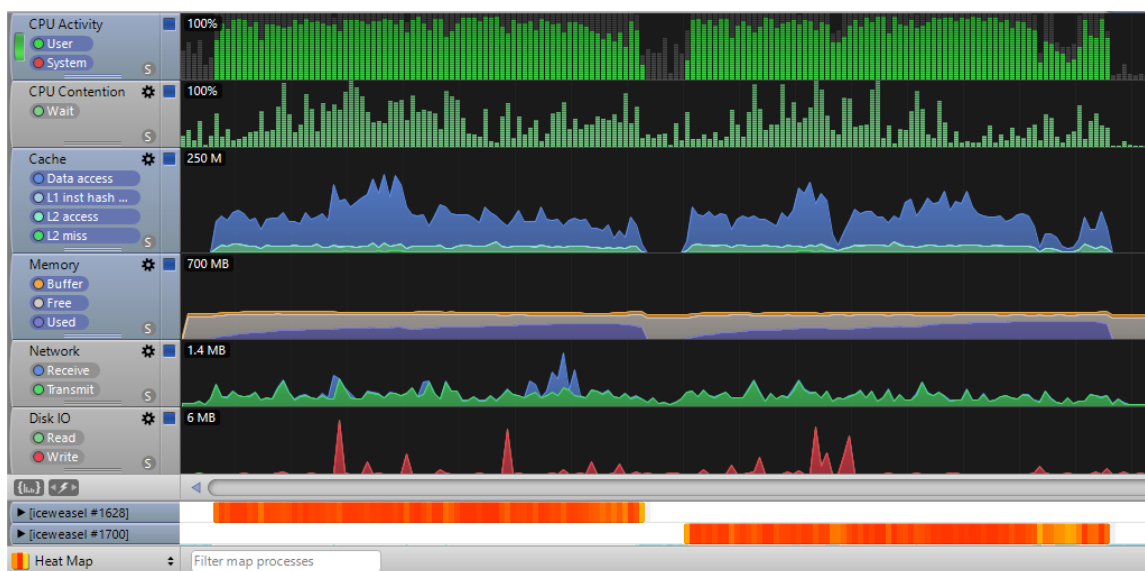 CPU Activity
100%
User
System
S
CPU Contention
100%
Wait
S
Cache
250 M
Data access
L1 inst hash ...
L2 access
L2 miss
S
Memory
700 MB
Buffer
Free
Used
S
Network
1.4 MB
Receive
Transmit
S
Disk IO
6 MB
Read
Write
S
[iceweasel #1628]
[iceweasel #1700]
Heat Map
Filter map processes